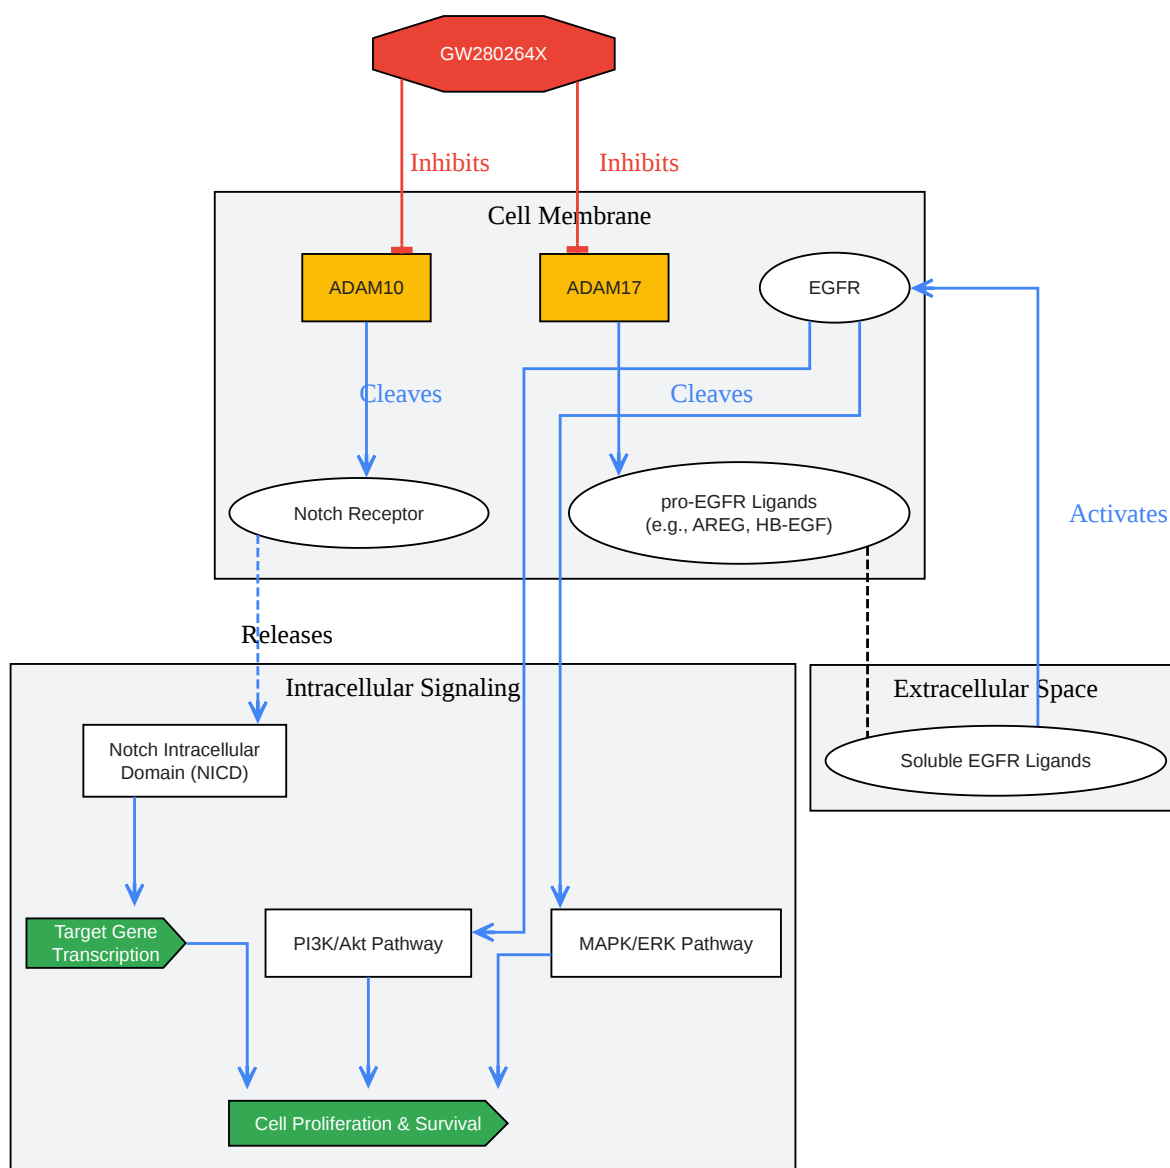 GW280264X
Inhibits
Inhibits
Cell Membrane
ADAM10
ADAM17
EGFR
Cleaves
Cleaves
Notch Receptor
pro-EGFR Ligands
(e.g., AREG, HB-EGF)
Activates
Releases
Intracellular Signaling
Extracellular Space
Notch Intracellular
Domain (NICD)
Soluble EGFR Ligands
Target Gene
Transcription
PI3K/Akt Pathway
MAPK/ERK Pathway
Cell Proliferation & Survival